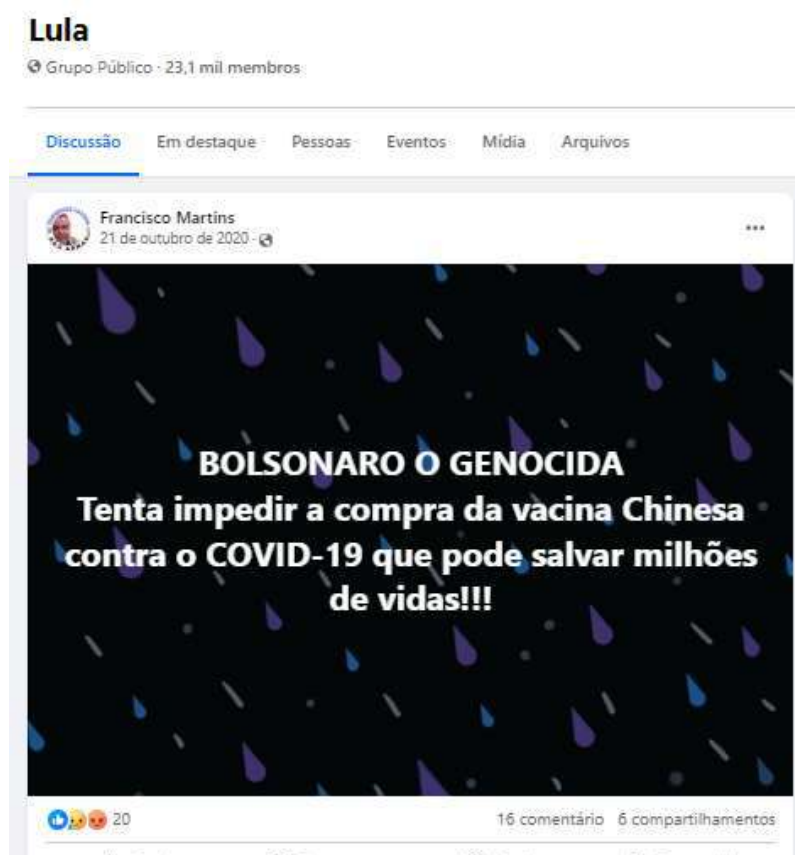 Lula
Grupo Público · 23,1 mil membros
Discussão Em destaque Pessoas Eventos Mídia Arquivos
Francisco Martins
21 de outubro de 2020 ·
BOLSONARO O GENOCIDA
Tenta impedir a compra da vacina Chinesa
contra o COVID-19 que pode salvar milhões
de vidas!!!
20
16 comentário 6 compartilhamentos